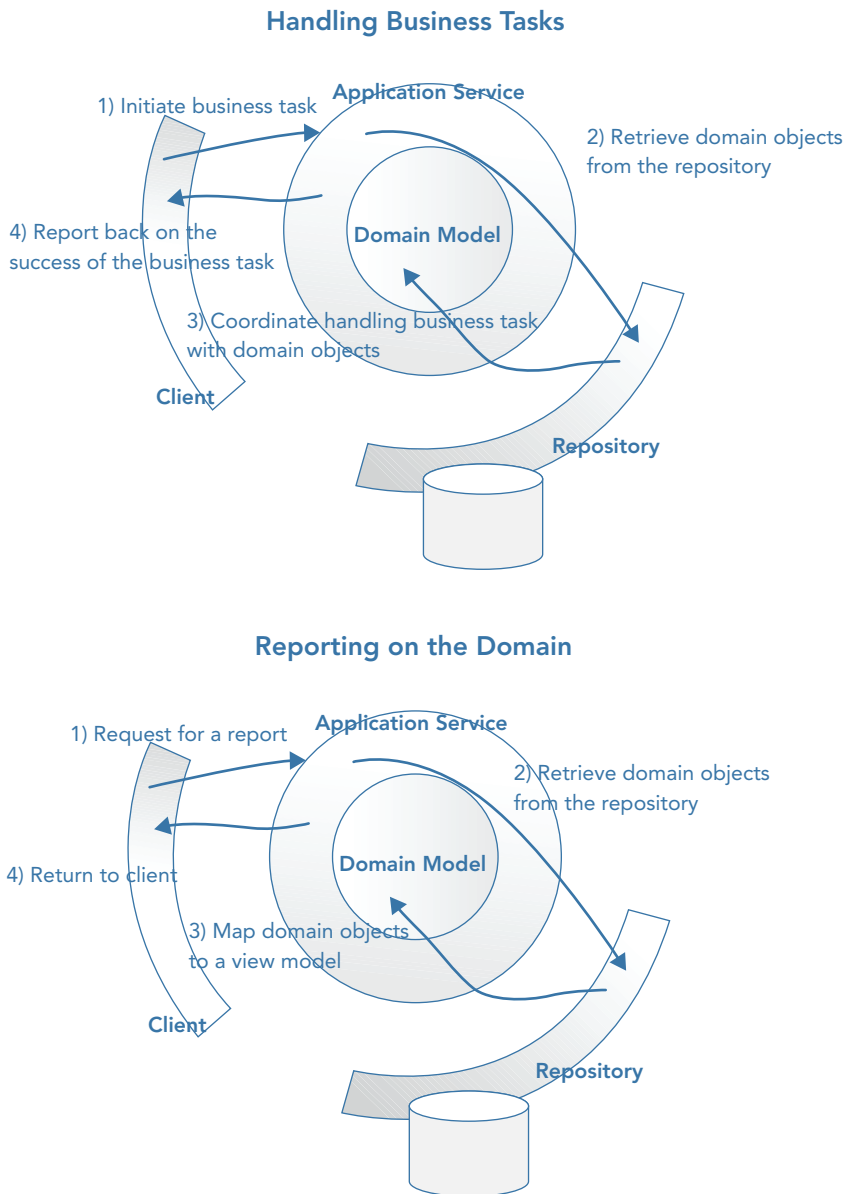 Handling Business Tasks
Application Service
1) Initiate business task
2) Retrieve domain objects
from the repository
Domain Model
4) Report back on the
success of the business task
3) Coordinate handling business task
with domain objects
Client
Repository
Reporting on the Domain
Application Service
1) Request for a report
2) Retrieve domain objects
from the repository
Domain Model
4) Return to client
3) Map domain objects
to a view model
Client
Repository